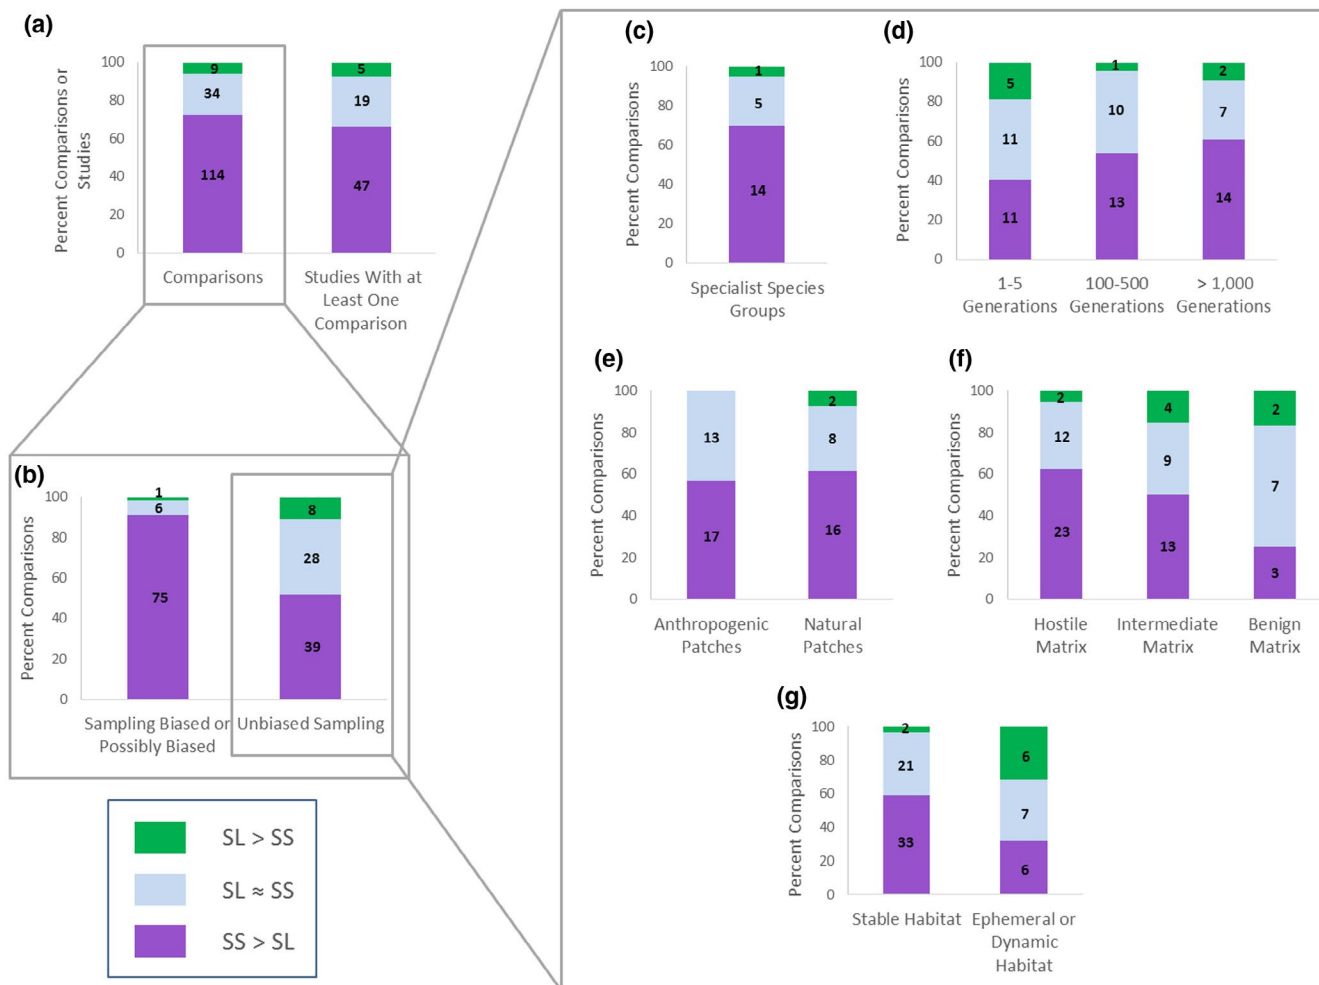 (a)
Percent Comparisons or
Studies
100
80
60
40
20
0
9
34
114
5
19
47
Comparisons
Studies With at
Least One
Comparison
(b)
Percent Comparisons
100
80
60
40
20
0
1
6
75
8
28
39
Sampling Biased or
Possibly Biased
Unbiased Sampling
SL > SS
SL ≈ SS
SS > SL
(c)
Percent Comparisons
100
80
60
40
20
0
1
5
14
Specialist Species
Groups
(d)
Percent Comparisons
100
80
60
40
20
0
5
11
11
1
10
13
2
7
14
1-5
Generations
100-500
Generations
> 1,000
Generations
(e)
Percent Comparisons
100
80
60
40
20
0
13
17
2
8
16
Anthropogenic
Patches
Natural
Patches
(f)
Percent Comparisons
100
80
60
40
20
0
2
12
23
4
9
13
2
7
3
Hostile
Matrix
Intermediate
Matrix
Benign
Matrix
(g)
Percent Comparisons
100
80
60
40
20
0
2
21
33
6
7
6
Stable Habitat
Ephemeral or
Dynamic
Habitat